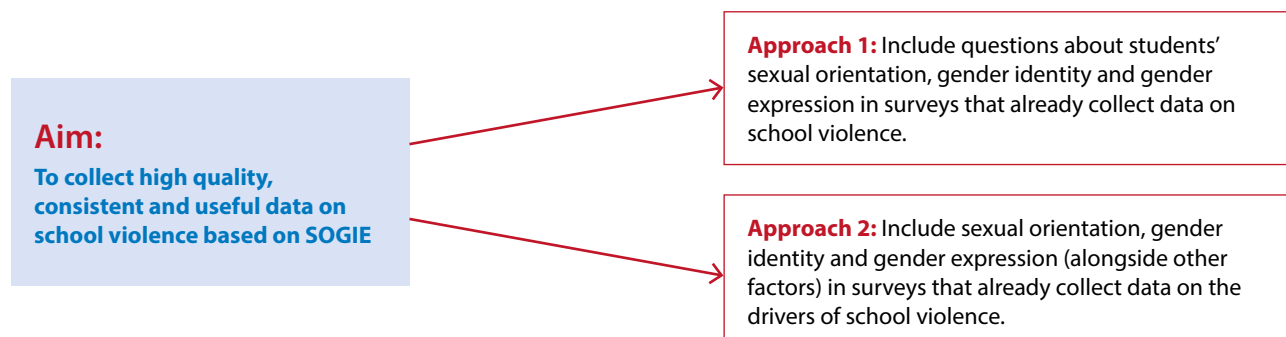 Aim:
To collect high quality,
consistent and useful data on
school violence based on SOGIE
Approach 1: Include questions about students’
sexual orientation, gender identity and gender
expression in surveys that already collect data on
school violence.
Approach 2: Include sexual orientation, gender
identity and gender expression (alongside other
factors) in surveys that already collect data on the
drivers of school violence.